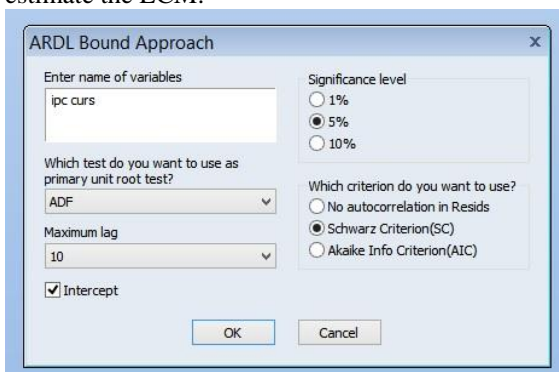 estimate the ECM.
ARDL Bound Approach
x
Enter name of variables
ipc curs
Which test do you want to use as
primary unit root test?
ADF
Maximum lag
10
Intercept
Significance level
1%
5%
10%
Which criterion do you want to use?
No autocorrelation in Resids
Schwarz Criterion(SC)
Akaike Info Criterion(AIC)
OK
Cancel